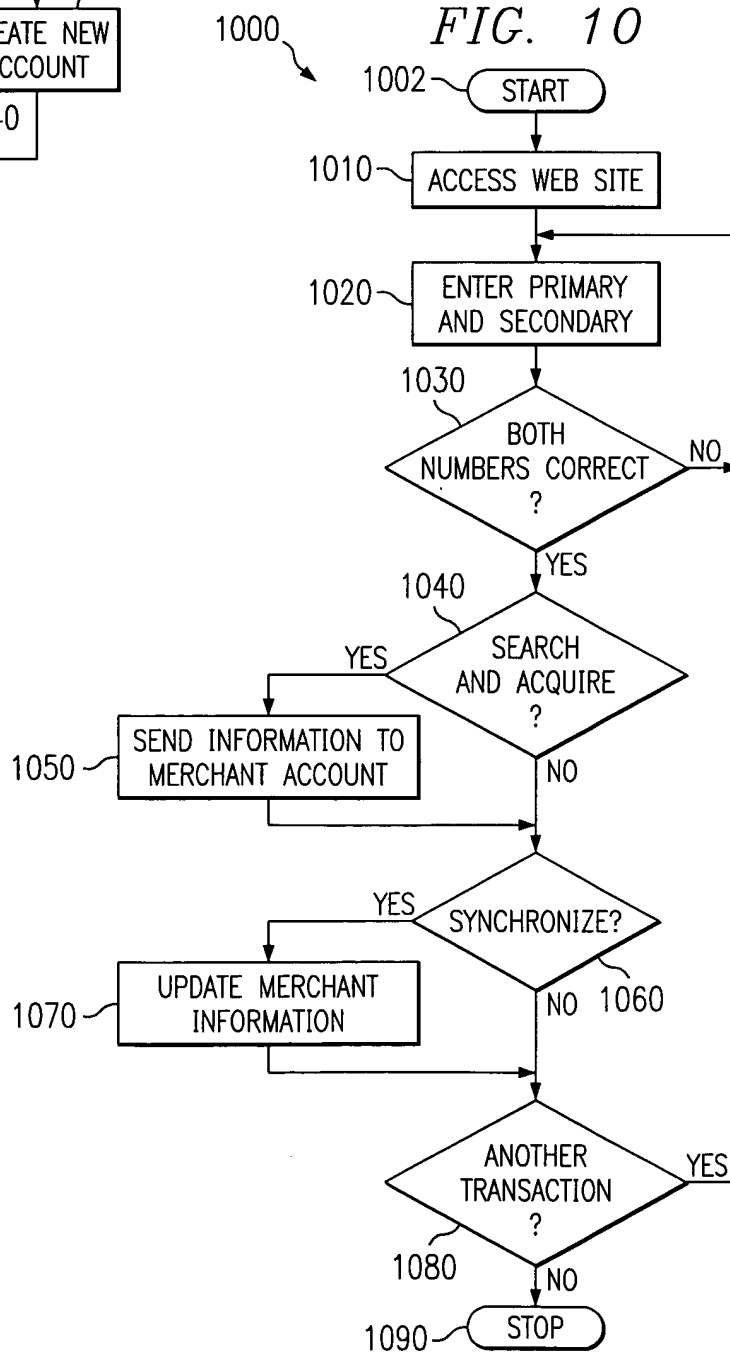 FIG. 10
1000
EATE NEW
CCOUNT
0
1002
START
1010
ACCESS WEB SITE
1020
ENTER PRIMARY
AND SECONDARY
1030
BOTH
NUMBERS CORRECT
?
NO
YES
1040
SEARCH
AND ACQUIRE
?
YES
NO
1050
SEND INFORMATION TO
MERCHANT ACCOUNT
SYNCHRONIZE?
YES
NO
1060
1070
UPDATE MERCHANT
INFORMATION
ANOTHER
TRANSACTION
?
YES
1080
NO
1090
STOP